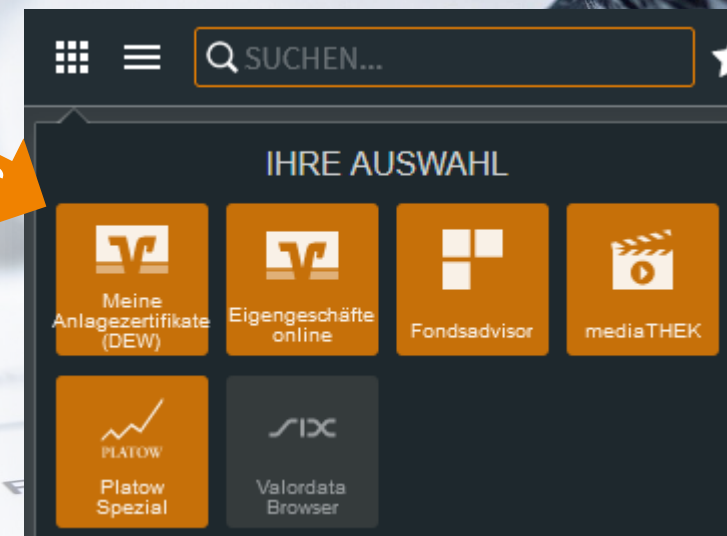 SUCHEN...
IHRE AUSWAHL
Meine
Anlagezertifikate
(DEW)
Eigengeschäfte
online
Fondsadvisor
mediaTHEK
PLATOW
Platow
Spezial
SIX
Valordata
Browser